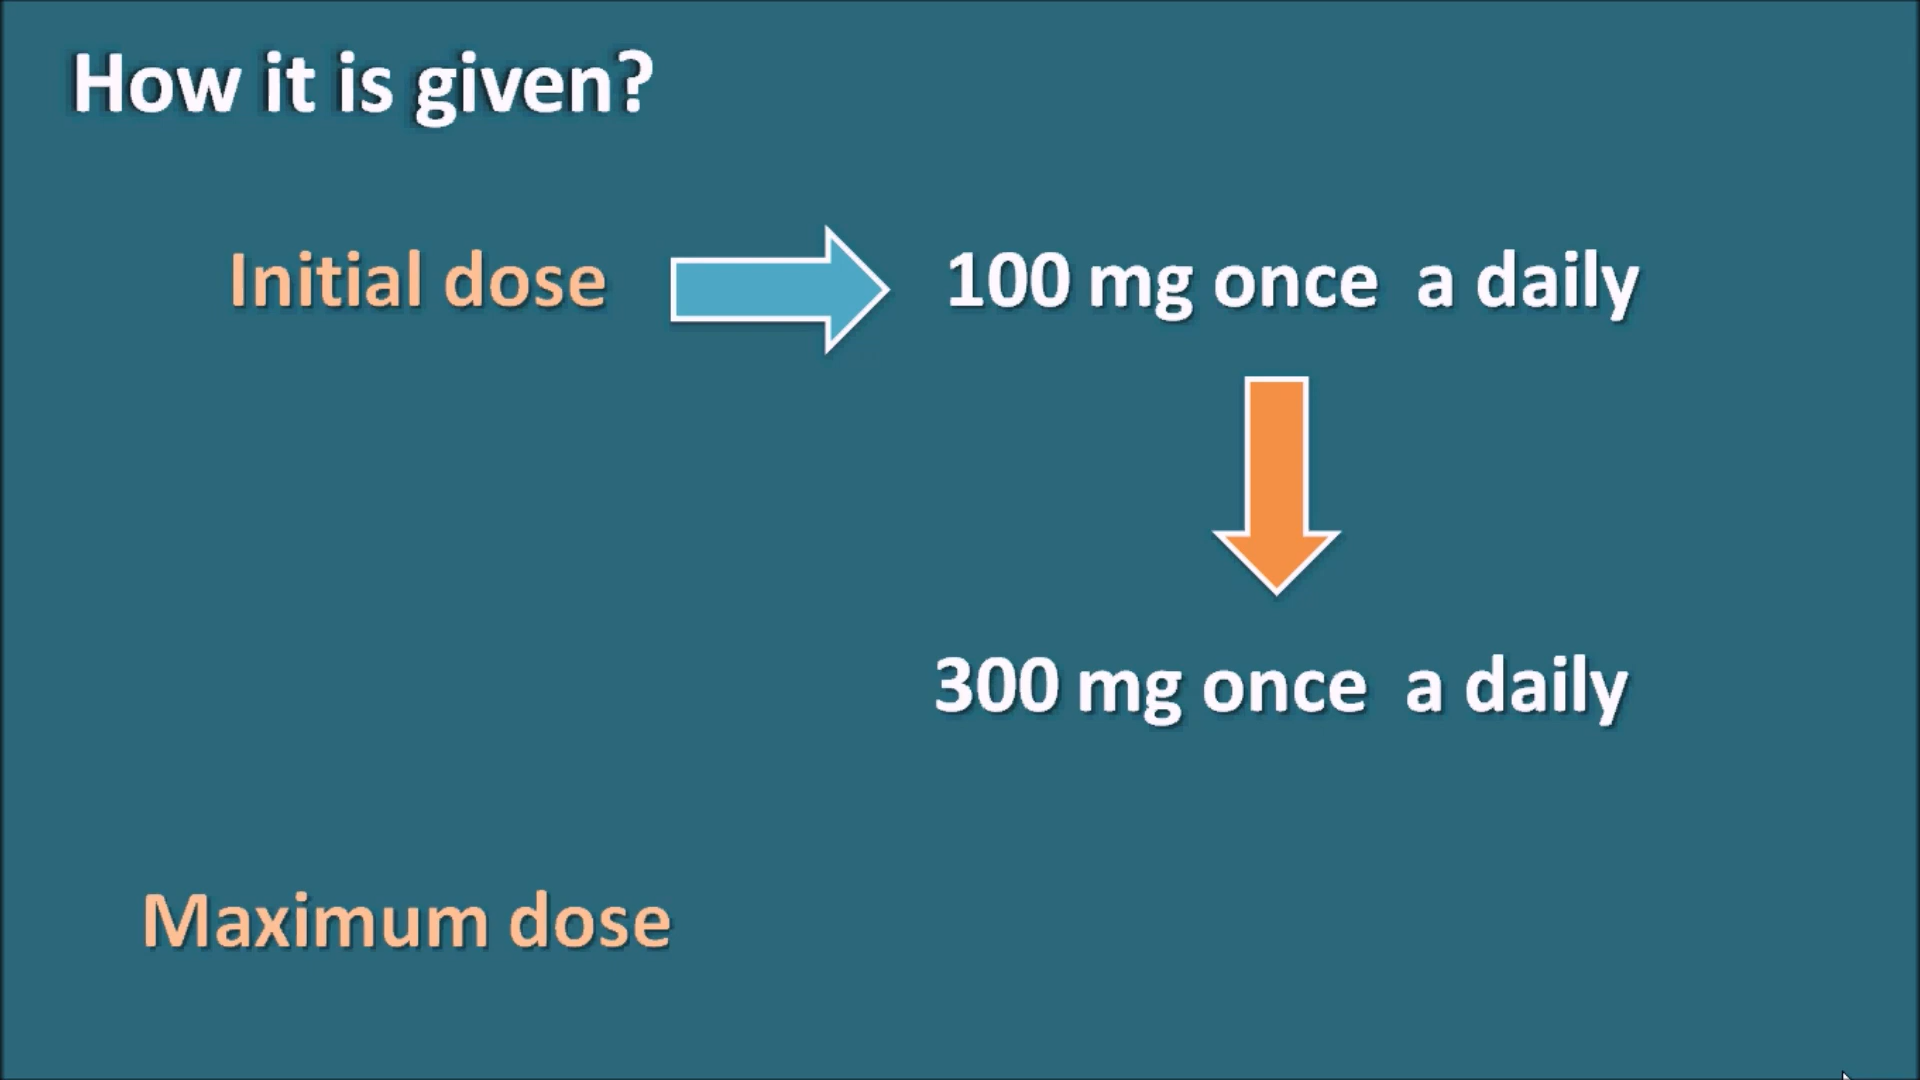 How it is given?
Initial dose
100 mg once a daily
300 mg once a daily
Maximum dose